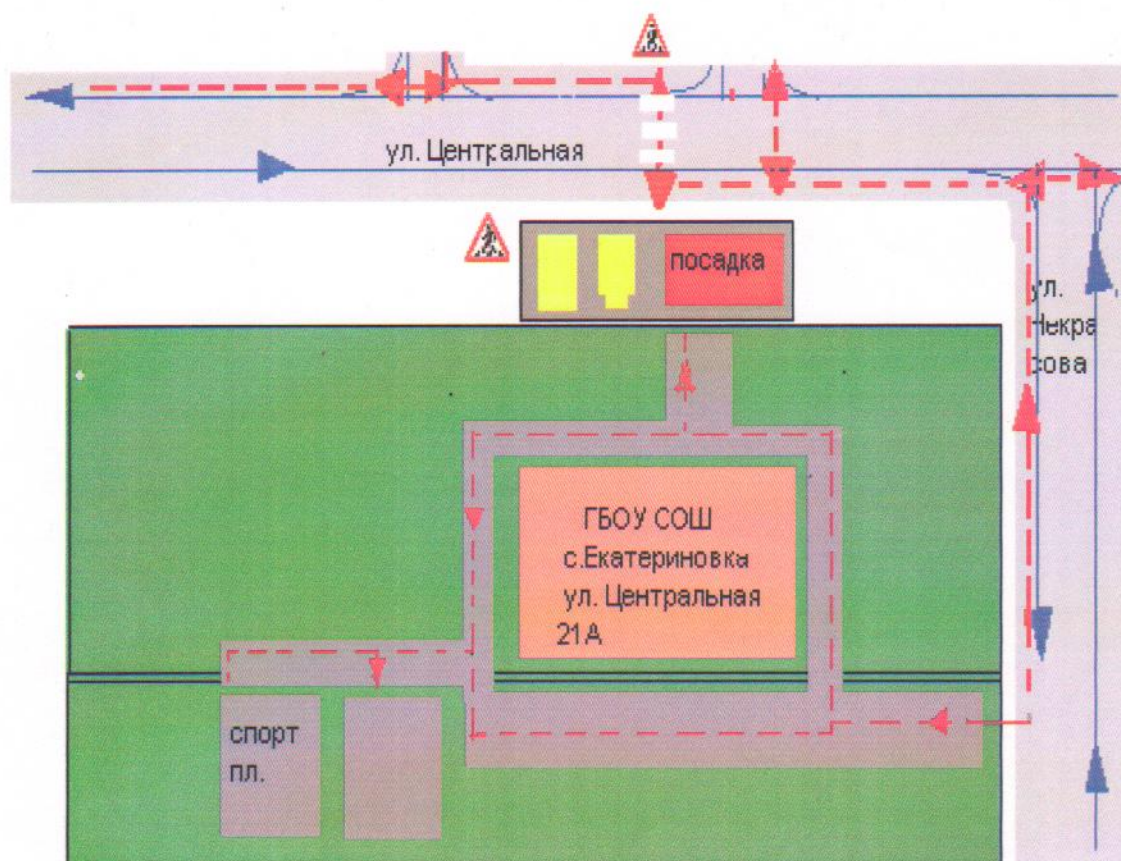 ул. Центральная
посадка
ул.
Некра
сова
ГБОУ СОШ
с.Екатериновка
ул. Центральная
21А
спорт
пл.